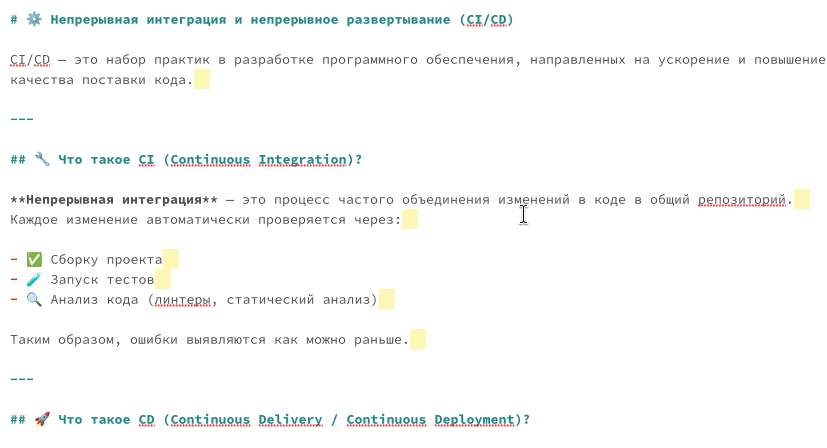 # ⚙️ Непрерывная интеграция и непрерывное развертывание (CI/CD)
CI/CD — это набор практик в разработке программного обеспечения, направленных на ускорение и повышение
качества поставки кода.
---
## 🔧 Что такое CI (Continuous Integration)?
**Непрерывная интеграция** — это процесс частого объединения изменений в коде в общий репозиторий.
Каждое изменение автоматически проверяется через:
- ✅ Сборку проекта
- 🧪 Запуск тестов
- 🔍 Анализ кода (линтеры, статический анализ)
Таким образом, ошибки выявляются как можно раньше.
---
## 🚀 Что такое CD (Continuous Delivery / Continuous Deployment)?